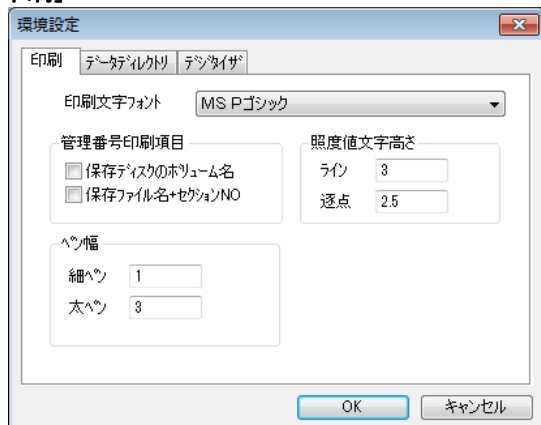 環境設定
印刷 ﾃﾞｰﾀﾃﾞｨﾚｸﾄﾘ ﾃﾞｼﾞﾀｲｻﾞ
印刷文字ﾌｫﾝﾄ MS Pゴシック
管理番号印刷項目
保存ﾃﾞｨｽｸのﾎﾞﾘｭｰﾑ名
保存ﾌｧｲﾙ名+ｾｸｼｮﾝNO
照度値文字高さ
ﾗｲﾝ 3
逐点 2.5
ﾍﾟﾝ幅
細ﾍﾟﾝ 1
太ﾍﾟﾝ 3
OK キャンセル